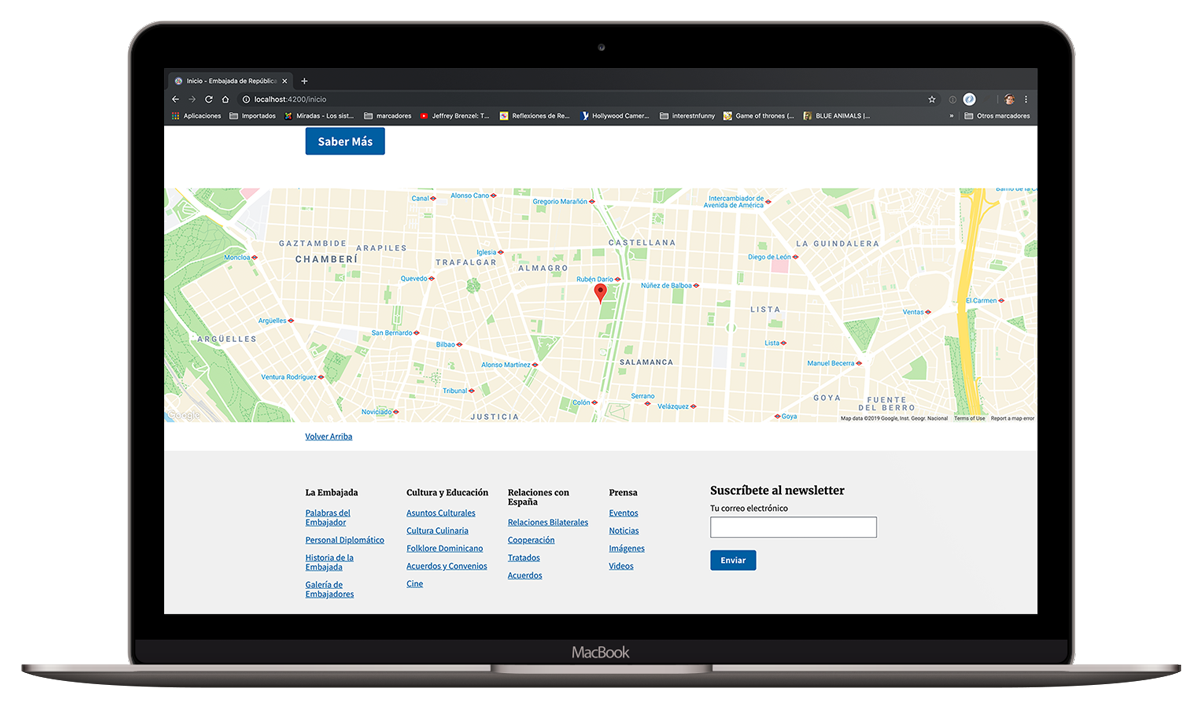 Inicio - Embajada de República
localhost:4200/inicio
Aplicaciones Importados Miradas - Los sist... marcadores Jeffrey Brenzel: T... Reflexiones de Re... Hollywood Camer... interestnfunny Game of thrones (... BLUE ANIMALS |... » Otros marcadores
Saber Más
Canal
Alonso Cano
Gregorio Marañón
Intercambiador de
Avenida de América
Barrio de la Co
GAZTAMBIDE
ARAPILES
CASTELLANA
LA GUINDALERA
Moncloa
CHAMBERÍ
Iglesia
TRAFALGAR
ALMAGRO
Diego de León
Quevedo
Rubén Darío
Núñez de Balboa
El Carmen
LISTA
Ventas
Argüelles
ARGÜELLES
San Bernardo
Bilbao
Lista
Alonso Martínez
SALAMANCA
Manuel Becerra
Ventura Rodríguez
Tribunal
Colón
Serrano
Velázquez
GOYA
FUENTE
DEL BERRO
Noviciado
JUSTICIA
Goya
Google
Map data ©2019 Google, Inst. Geogr. Nacional Terms of Use Report a map error
Volver Arriba
La Embajada
Palabras del
Embajador
Personal Diplomático
Historia de la
Embajada
Galería de
Embajadores
Cultura y Educación
Asuntos Culturales
Cultura Culinaria
Folklore Dominicano
Acuerdos y Convenios
Cine
Relaciones con
España
Relaciones Bilaterales
Cooperación
Tratados
Acuerdos
Prensa
Eventos
Noticias
Imágenes
Videos
Suscríbete al newsletter
Tu correo electrónico
Enviar
MacBook